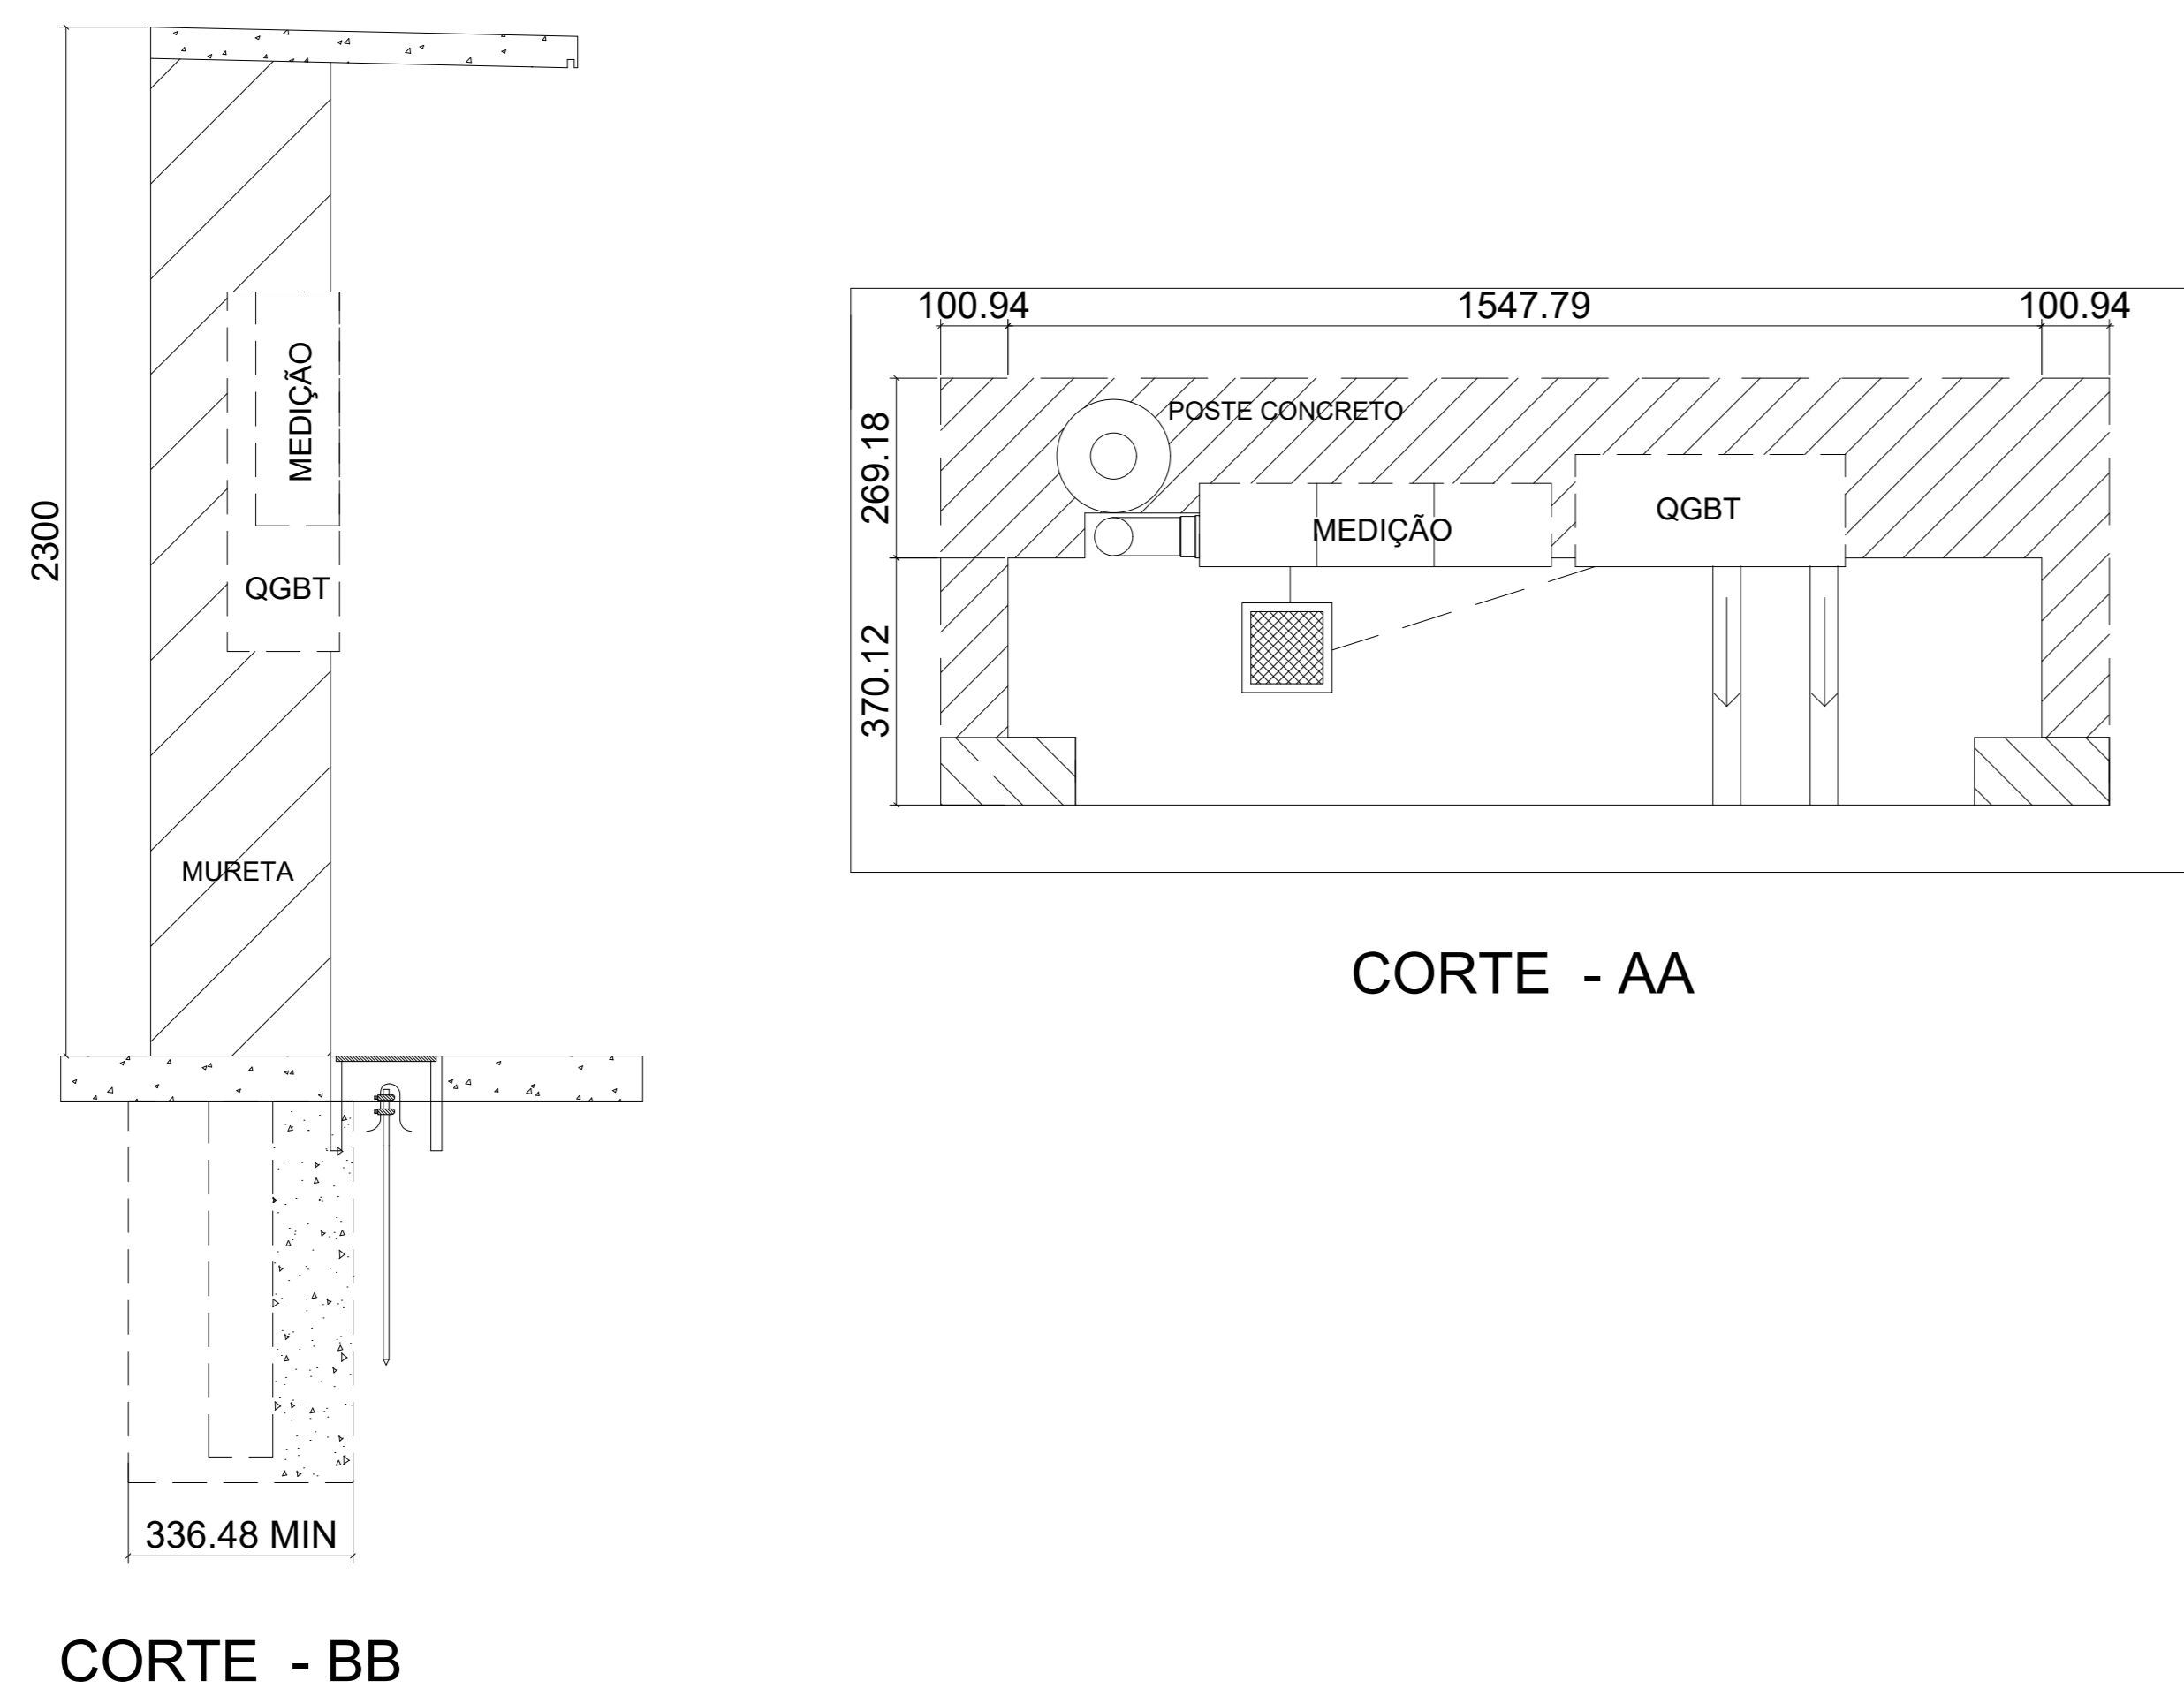 2300
MEDIÇÃO
QGBT
MURETA
336.48 MIN
CORTE - BB
100.94
1547.79
100.94
269.18
370.12
POSTE CONCRETO
MEDIÇÃO
QGBT
CORTE - AA